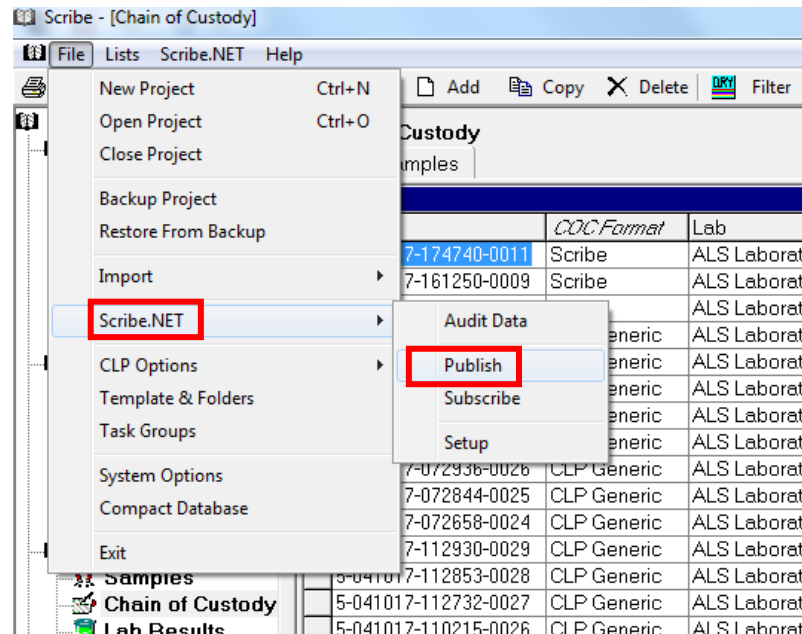 Scribe - [Chain of Custody]
File Lists Scribe.NET Help
New Project Ctrl+N
Open Project Ctrl+O
Close Project
Backup Project
Restore From Backup
Import
Scribe.NET
CLP Options
Template & Folders
Task Groups
System Options
Compact Database
Exit
Audit Data
Publish
Subscribe
Setup
Add Copy Delete DRY Filter
Custody
mples
COC Format Lab
7-174740-0011 Scribe ALS Laborat
7-161250-0009 Scribe ALS Laborat
ALS Laborat
eneric ALS Laborat
eneric ALS Laborat
eneric ALS Laborat
eneric ALS Laborat
eneric ALS Laborat
7-072936-0026 CLP Generic ALS Laborat
7-072844-0025 CLP Generic ALS Laborat
7-072658-0024 CLP Generic ALS Laborat
7-112930-0029 CLP Generic ALS Laborat
Samples 5-041017-112853-0028 CLP Generic ALS Laborat
Chain of Custody 5-041017-112732-0027 CLP Generic ALS Laborat
Lab Results 5-041017-110215-0026 CLP Generic ALS Laborat